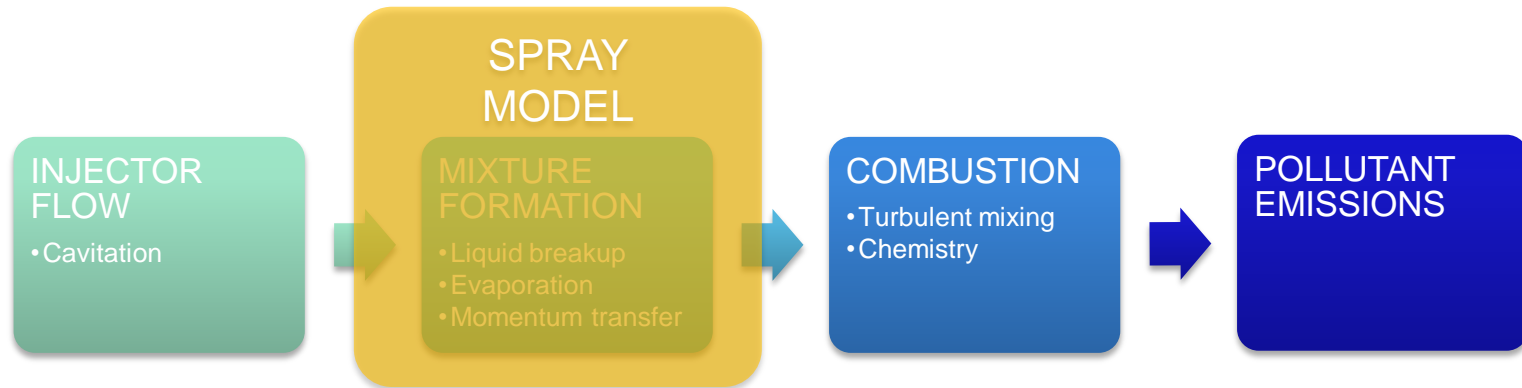 SPRAY
MODEL
INJECTOR
FLOW
•Cavitation
MIXTURE
FORMATION
•Liquid breakup
•Evaporation
•Momentum transfer
COMBUSTION
•Turbulent mixing
•Chemistry
POLLUTANT
EMISSIONS